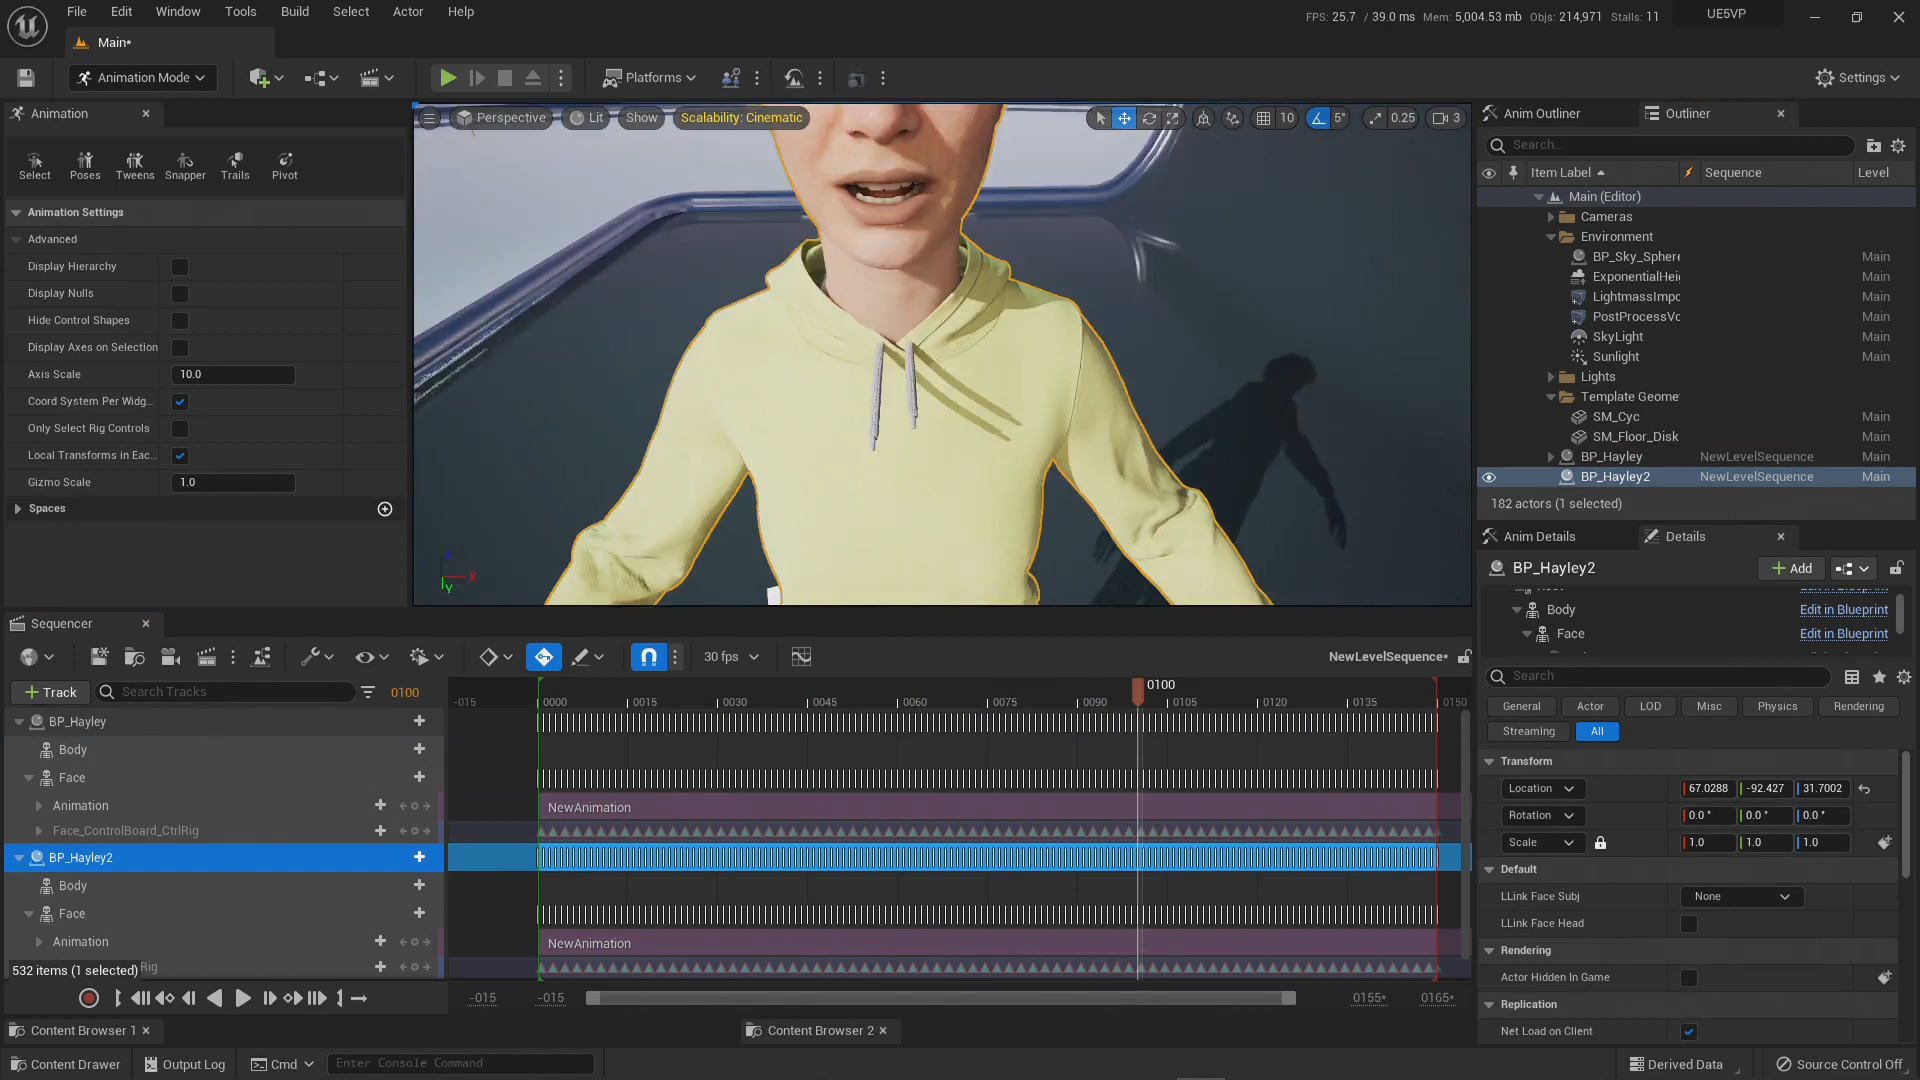 File Edit Window Tools Build Select Actor Help
FPS: 25.7 / 39.0 ms Mem: 5,004.53 mb Objs: 214,971 Stalls: 11
UE5VP
Main*
Animation Mode
Platforms
Settings
Animation
Select Poses Tweens Snapper Trails Pivot
Animation Settings
Advanced
Display Hierarchy
Display Nulls
Hide Control Shapes
Display Axes on Selection
Axis Scale 10.0
Coord System Per Widg...
Only Select Rig Controls
Local Transforms in Eac...
Gizmo Scale 1.0
Spaces
Perspective Lit Show Scalability: Cinematic 10 5° 0.25 3
Z X Y
Anim Outliner Outliner
Search...
Item Label Sequence Level
Main (Editor)
Cameras
Environment
BP_Sky_Sphere Main
ExponentialHei Main
LightmassImpo Main
PostProcessVo Main
SkyLight Main
Sunlight Main
Lights
Template Geome
SM_Cyc Main
SM_Floor_Disk Main
BP_Hayley NewLevelSequence Main
BP_Hayley2 NewLevelSequence Main
182 actors (1 selected)
Anim Details Details
BP_Hayley2 Add
Body Edit in Blueprint
Face Edit in Blueprint
Search
General Actor LOD Misc Physics Rendering
Streaming All
Transform
Location 67.0288 -92.427 31.7002
Rotation 0.0 ° 0.0 ° 0.0 °
Scale 1.0 1.0 1.0
Default
LLink Face Subj None
LLink Face Head
Rendering
Actor Hidden In Game
Replication
Net Load on Client
Sequencer
30 fps NewLevelSequence*
Track Search Tracks 0100
-015 0000 0015 0030 0045 0060 0075 0090 0100 0105 0120 0135 0150
BP_Hayley
Body
Face
Animation NewAnimation
Face_ControlBoard_CtrlRig
BP_Hayley2
Body
Face
Animation NewAnimation
532 items (1 selected) Rig
-015 -015 0155* 0165*
Content Browser 1 Content Browser 2
Content Drawer Output Log Cmd Enter Console Command Derived Data Source Control Off